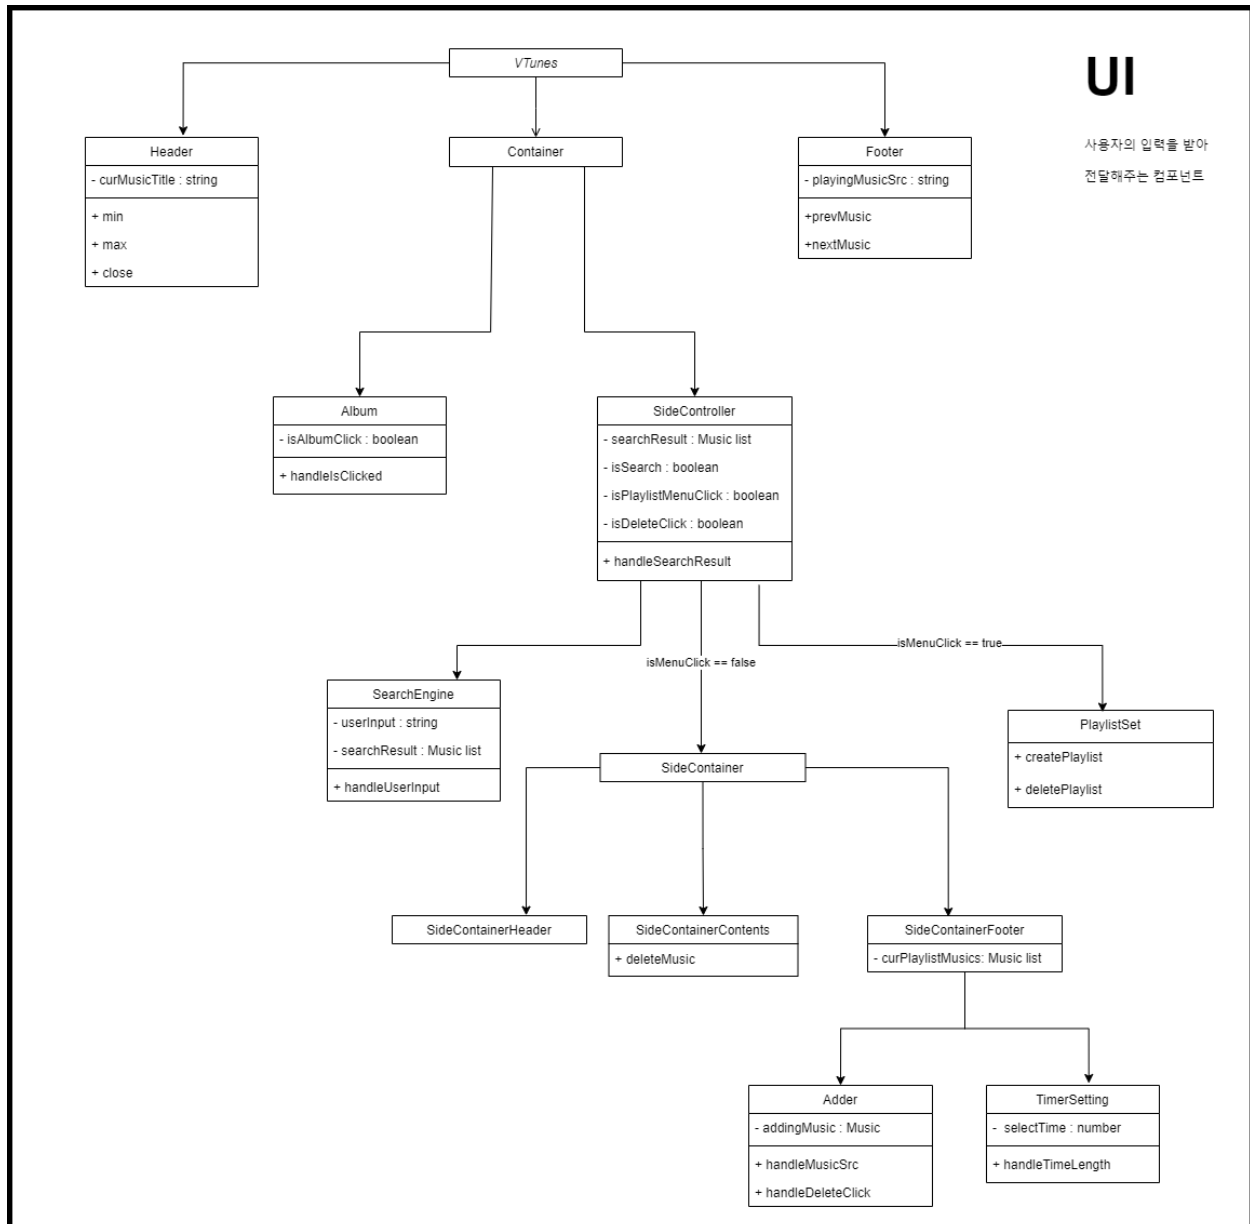 VTunes
UI
사용자의 입력을 받아
전달해주는 컴포넌트
Header
- curMusicTitle : string
+ min
+ max
+ close
Container
Footer
- playingMusicSrc : string
+prevMusic
+nextMusic
Album
- isAlbumClick : boolean
+ handleIsClicked
SideController
- searchResult : Music list
- isSearch : boolean
- isPlaylistMenuClick : boolean
- isDeleteClick : boolean
+ handleSearchResult
isMenuClick == false
isMenuClick == true
SearchEngine
- userInput : string
- searchResult : Music list
+ handleUserInput
SideContainer
PlaylistSet
+ createPlaylist
+ deletePlaylist
SideContainerHeader
SideContainerContents
+ deleteMusic
SideContainerFooter
- curPlaylistMusics: Music list
Adder
- addingMusic : Music
+ handleMusicSrc
+ handleDeleteClick
TimerSetting
- selectTime : number
+ handleTimeLength